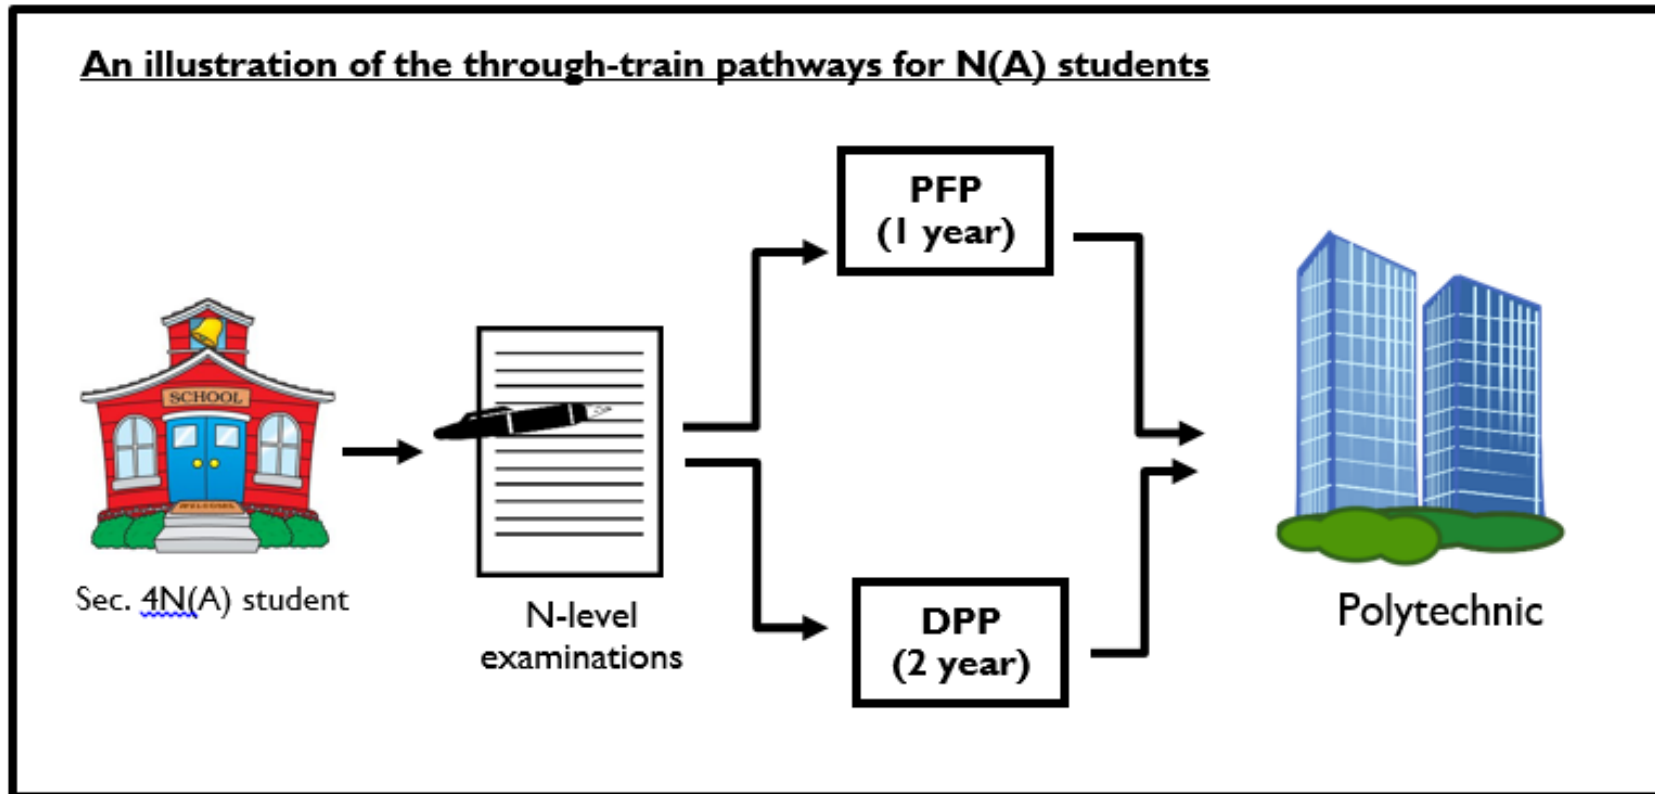 An illustration of the through-train pathways for N(A) students
PFP
(1 year)
SCHOOL
WELCOME
Sec. 4N(A) student
N-level
examinations
DPP
(2 year)
Polytechnic